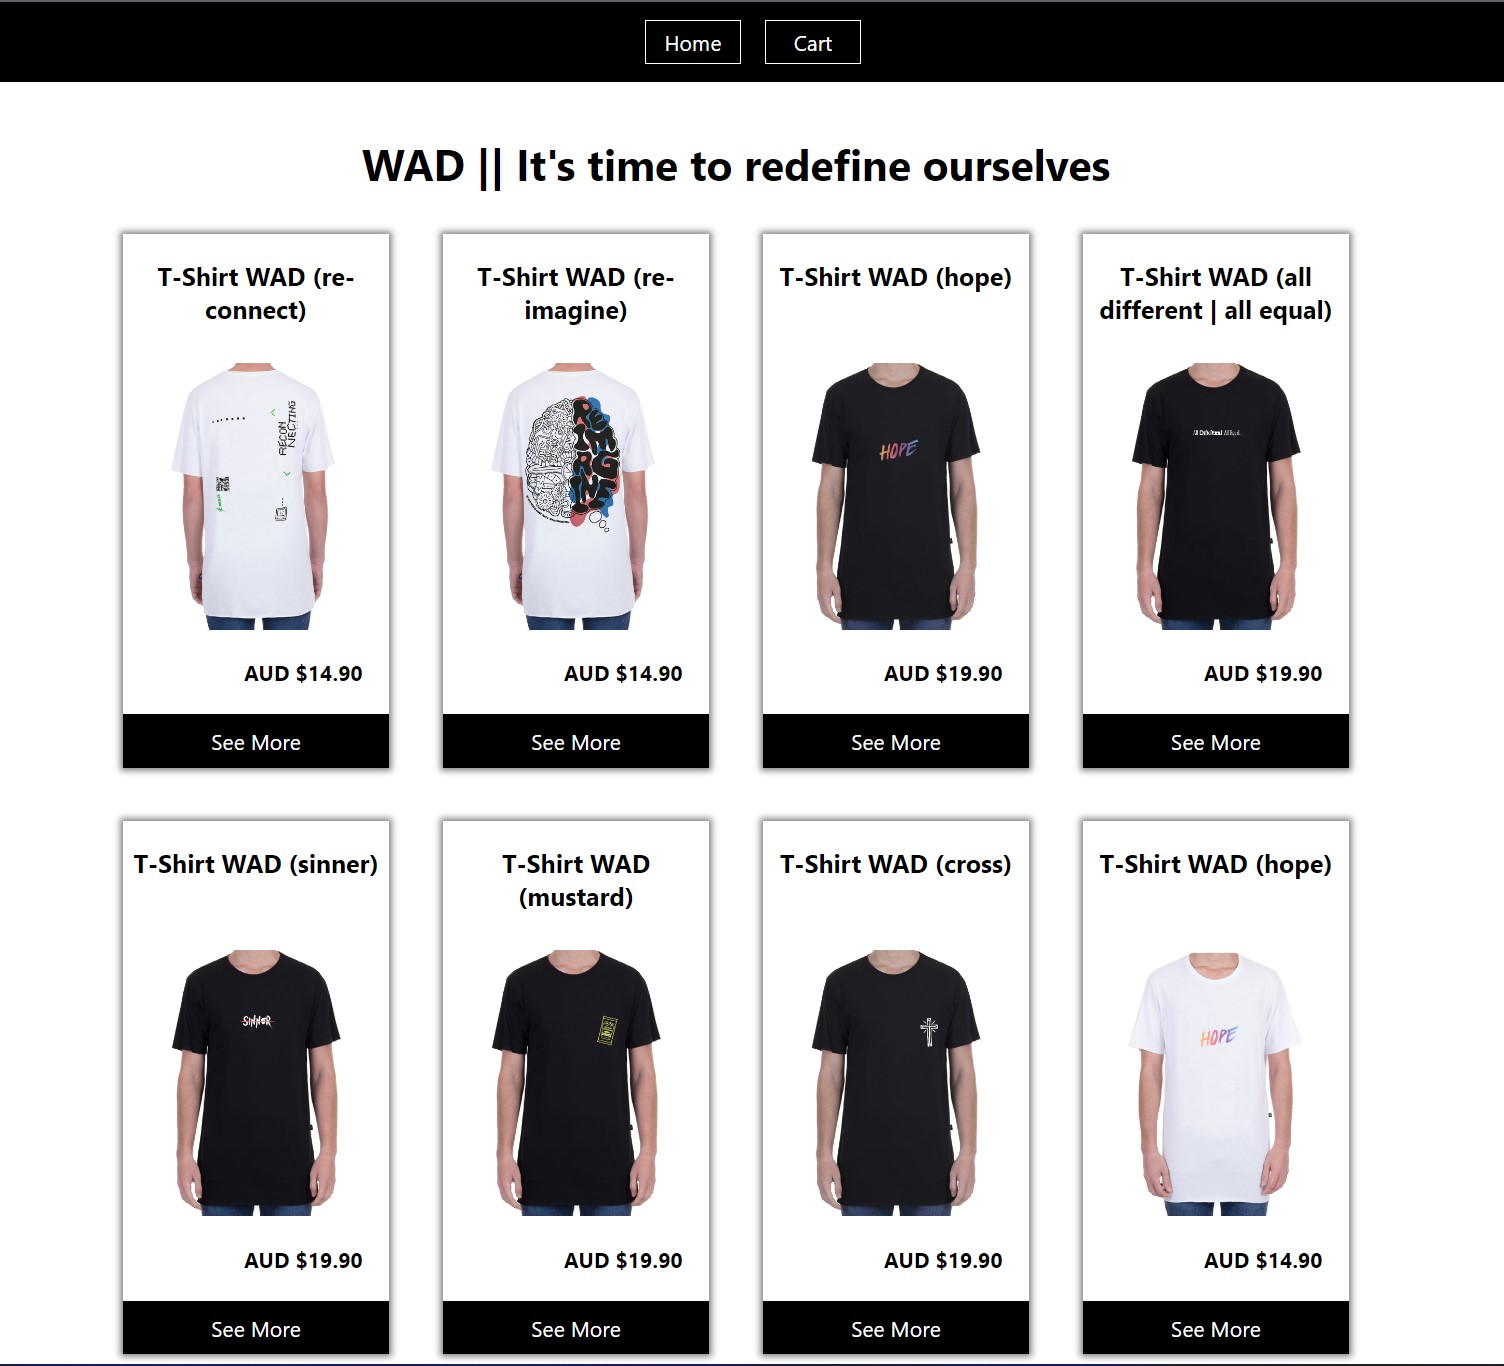 Home
Cart
WAD || It's time to redefine ourselves
T-Shirt WAD (re-
connect)
RECON
NECTING
AUD $14.90
See More
T-Shirt WAD (re-
imagine)
AUD $14.90
See More
T-Shirt WAD (hope)
HOPE
AUD $19.90
See More
T-Shirt WAD (all
different | all equal)
AUD $19.90
See More
T-Shirt WAD (sinner)
SINNER
AUD $19.90
See More
T-Shirt WAD
(mustard)
AUD $19.90
See More
T-Shirt WAD (cross)
AUD $19.90
See More
T-Shirt WAD (hope)
HOPE
AUD $14.90
See More